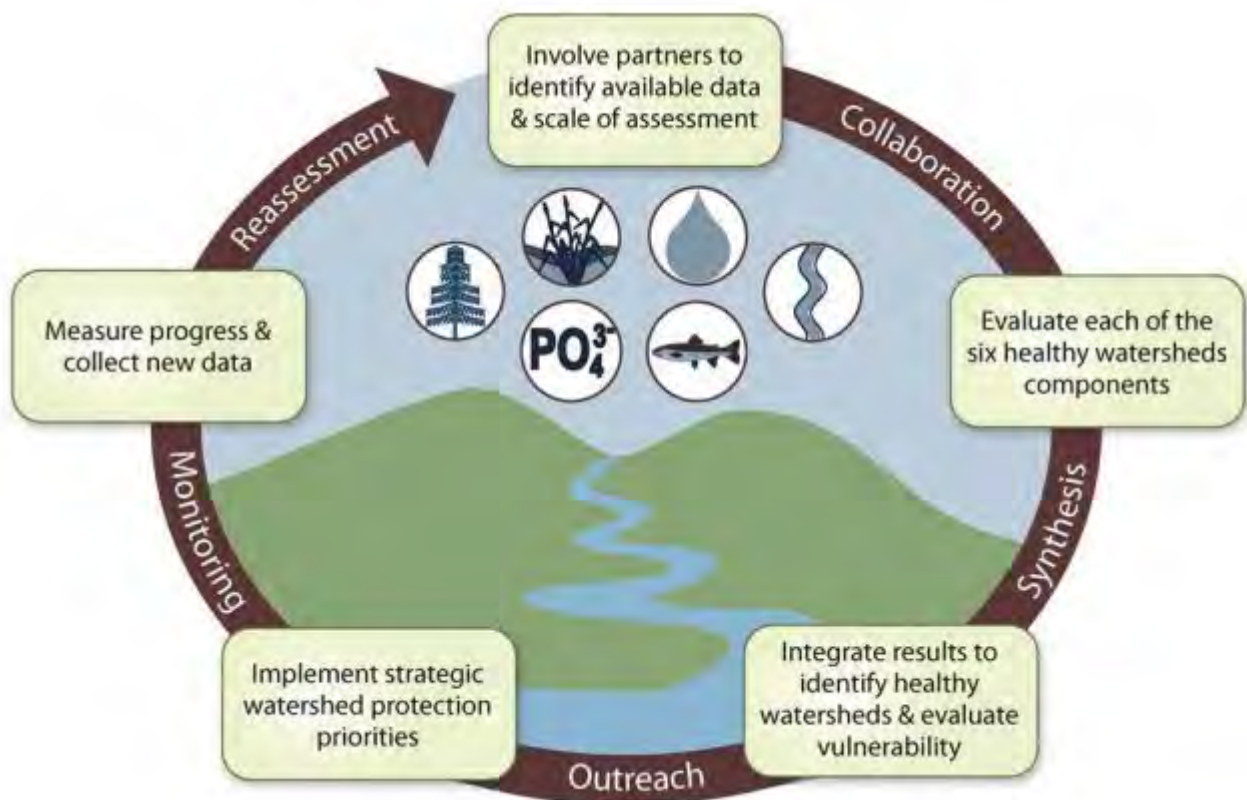 Involve partners to
identify available data
& scale of assessment
Collaboration
Evaluate each of the
six healthy watersheds
components
Synthesis
Integrate results to
identify healthy
watersheds & evaluate
vulnerability
Outreach
Implement strategic
watershed protection
priorities
Monitoring
Measure progress &
collect new data
Reassessment
PO₄³⁻